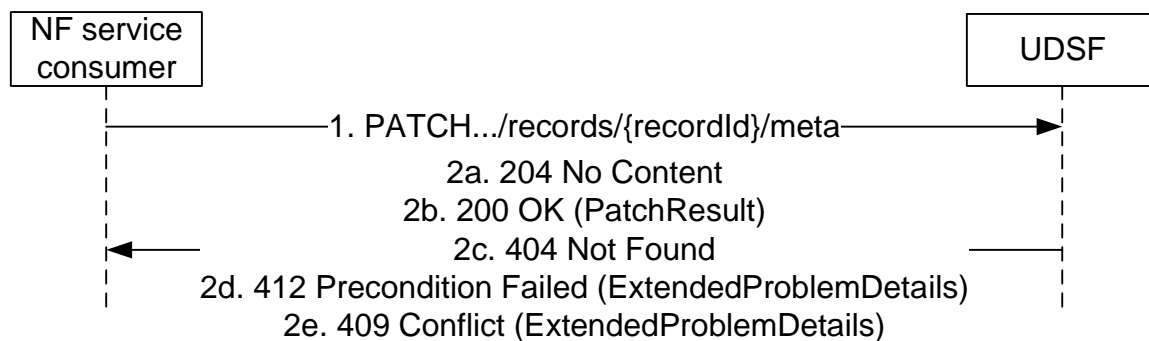 NF service
consumer
UDSF
1. PATCH.../records/{recordId}/meta
2a. 204 No Content
2b. 200 OK (PatchResult)
2c. 404 Not Found
2d. 412 Precondition Failed (ExtendedProblemDetails)
2e. 409 Conflict (ExtendedProblemDetails)